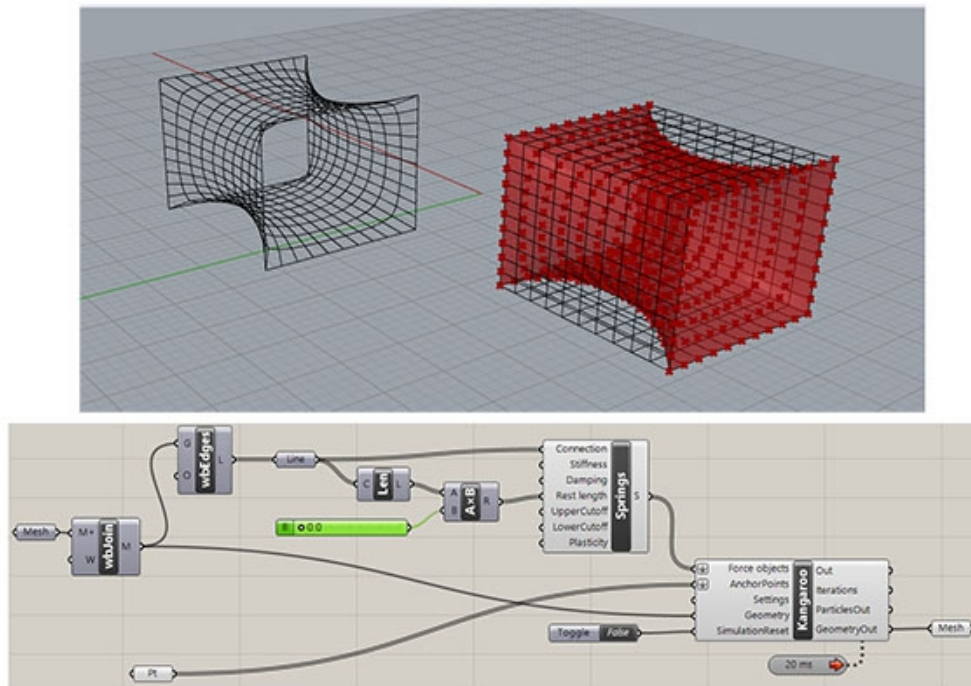 wbEdges
G
O
L
Line
Len
C
L
A×B
A
B
R
0.0
Mesh
wbJoin
M+
W
M
Springs
Connection
Stiffness
Damping
Rest length
UpperCutoff
LowerCutoff
Plasticity
S
Kangaroo
Force objects
AnchorPoints
Settings
Geometry
SimulationReset
Out
Iterations
ParticlesOut
GeometryOut
Mesh
Toggle
False
20 ms
Pt